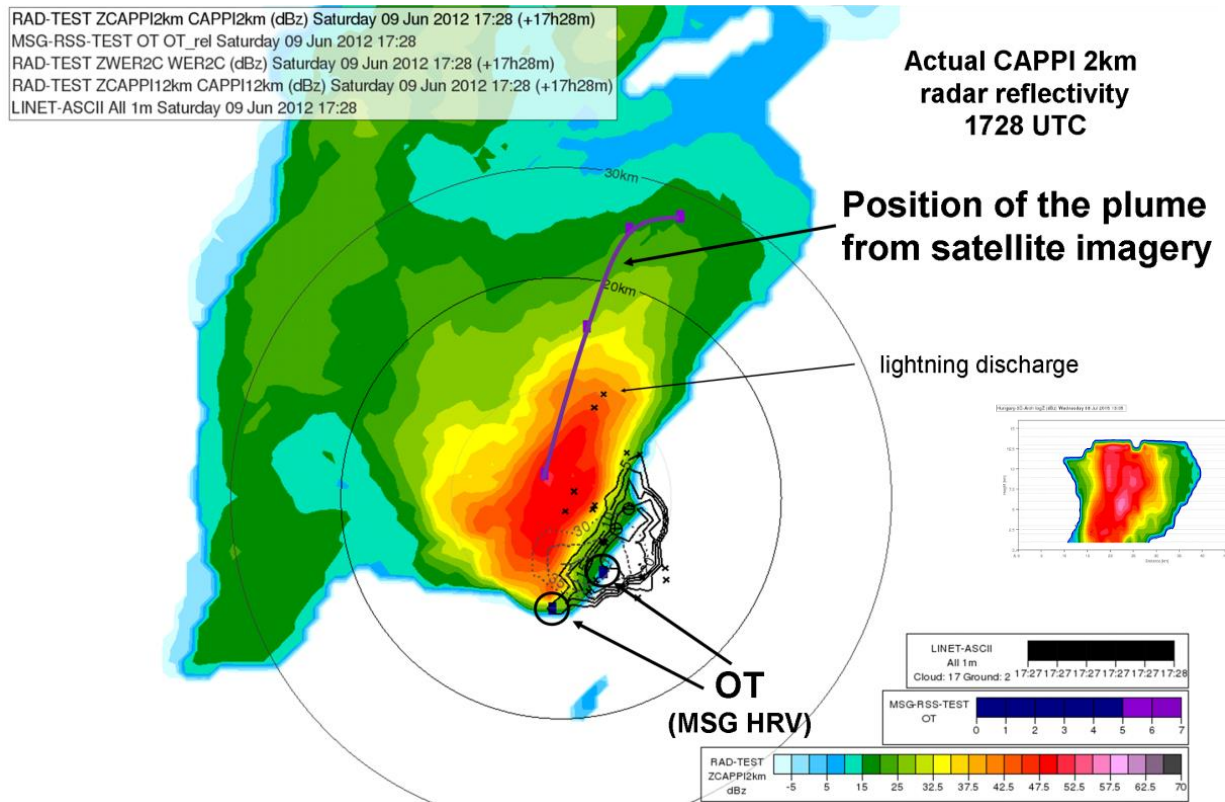 RAD-TEST ZCAPPI2km CAPPI2km (dBz) Saturday 09 Jun 2012 17:28 (+17h28m)
MSG-RSS-TEST OT OT_rel Saturday 09 Jun 2012 17:28
RAD-TEST ZWER2C WER2C (dBz) Saturday 09 Jun 2012 17:28 (+17h28m)
RAD-TEST ZCAPPI12km CAPPI12km (dBz) Saturday 09 Jun 2012 17:28 (+17h28m)
LINET-ASCII All 1m Saturday 09 Jun 2012 17:28
Actual CAPPI 2km
radar reflectivity
1728 UTC
30km
Position of the plume
from satellite imagery
20km
lightning discharge
30
OT
(MSG HRV)
LINET-ASCII
All 1m
Cloud: 17 Ground: 2
17:27 17:27 17:27 17:27 17:27 17:27 17:28
MSG-RSS-TEST
OT
0 1 2 3 4 5 6 7
RAD-TEST
ZCAPPI2km
dBz
-5 5 15 25 32.5 37.5 42.5 47.5 52.5 57.5 62.5 70